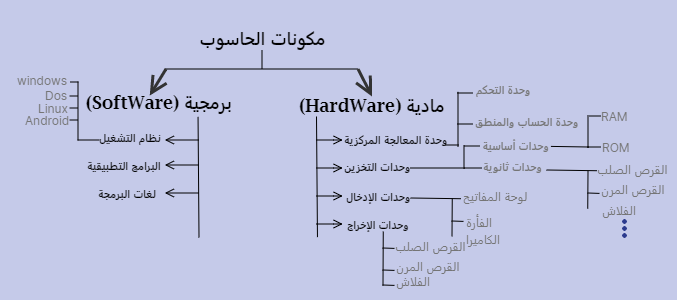 مكونات الحاسوب
مادية (HardWare)
وحدة المعالجة المركزية
وحدة التحكم
وحدة الحساب والمنطق
وحدات التخزين
وحدات أساسية
RAM
ROM
وحدات ثانوية
القرص الصلب
القرص المرن
الفلاش
وحدات الإدخال
لوحة المفاتيح
الفأرة
الكاميرا
وحدات الإخراج
القرص الصلب
القرص المرن
الفلاش
برمجية (SoftWare)
نظام التشغيل
windows
Dos
Linux
Android
البرامج التطبيقية
لغات البرمجة